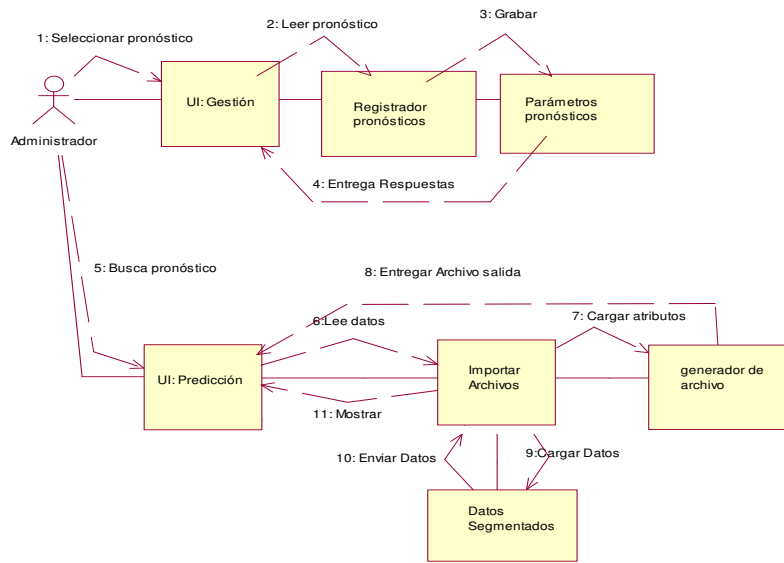 1: Seleccionar pronóstico
2: Leer pronóstico
3: Grabar
UI: Gestión
Registrador
pronósticos
Parámetros
pronósticos
Administrador
4: Entrega Respuestas
5: Busca pronóstico
8: Entregar Archivo salida
6:Lee datos
7: Cargar atributos
UI: Predicción
Importar
Archivos
generador de
archivo
11: Mostrar
10: Enviar Datos
9:Cargar Datos
Datos
Segmentados